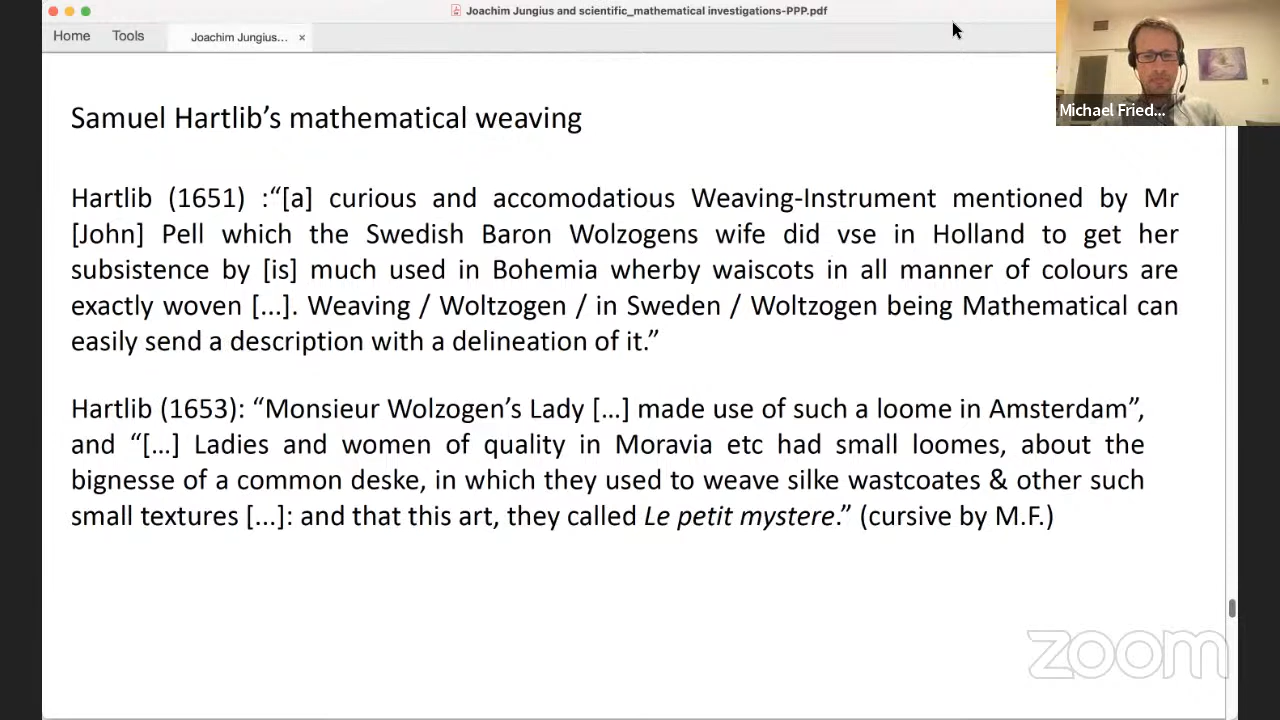 Joachim Jungius and scientific_mathematical investigations-PPP.pdf
Home Tools Joachim Jungius... ×
Michael Fried...
Samuel Hartlib’s mathematical weaving
Hartlib (1651) :“[a] curious and accomodatious Weaving-Instrument mentioned by Mr
[John] Pell which the Swedish Baron Wolzogens wife did vse in Holland to get her
subsistence by [is] much used in Bohemia wherby waiscots in all manner of colours are
exactly woven [...]. Weaving / Woltzogen / in Sweden / Woltzogen being Mathematical can
easily send a description with a delineation of it.”
Hartlib (1653): “Monsieur Wolzogen’s Lady [...] made use of such a loome in Amsterdam”,
and “[...] Ladies and women of quality in Moravia etc had small loomes, about the
bignesse of a common deske, in which they used to weave silke wastcoates & other such
small textures [...]: and that this art, they called Le petit mystere.” (cursive by M.F.)
zoom